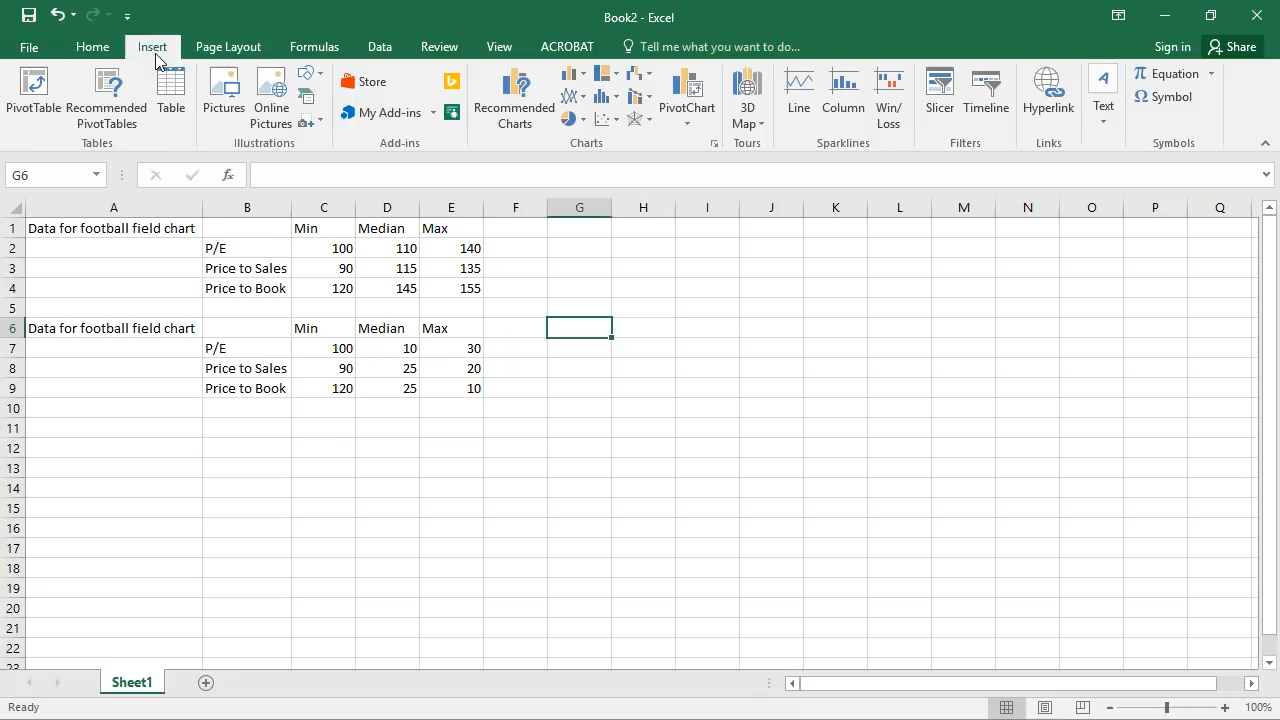 Book2 - Excel
File Home Insert Page Layout Formulas Data Review View ACROBAT Tell me what you want to do... Sign in Share
PivotTable Recommended PivotTables Table Pictures Online Pictures Store My Add-ins Recommended Charts PivotChart 3D Map Line Column Win/Loss Slicer Timeline Hyperlink Text Equation Symbol
Tables Illustrations Add-ins Charts Tours Sparklines Filters Links Symbols
G6 fx
A B C D E F G H I J K L M N O P Q
1 Data for football field chart Min Median Max
2 P/E 100 110 140
3 Price to Sales 90 115 135
4 Price to Book 120 145 155
5
6 Data for football field chart Min Median Max
7 P/E 100 10 30
8 Price to Sales 90 25 20
9 Price to Book 120 25 10
10
11
12
13
14
15
16
17
18
19
20
21
22
23
Sheet1
Ready 100%